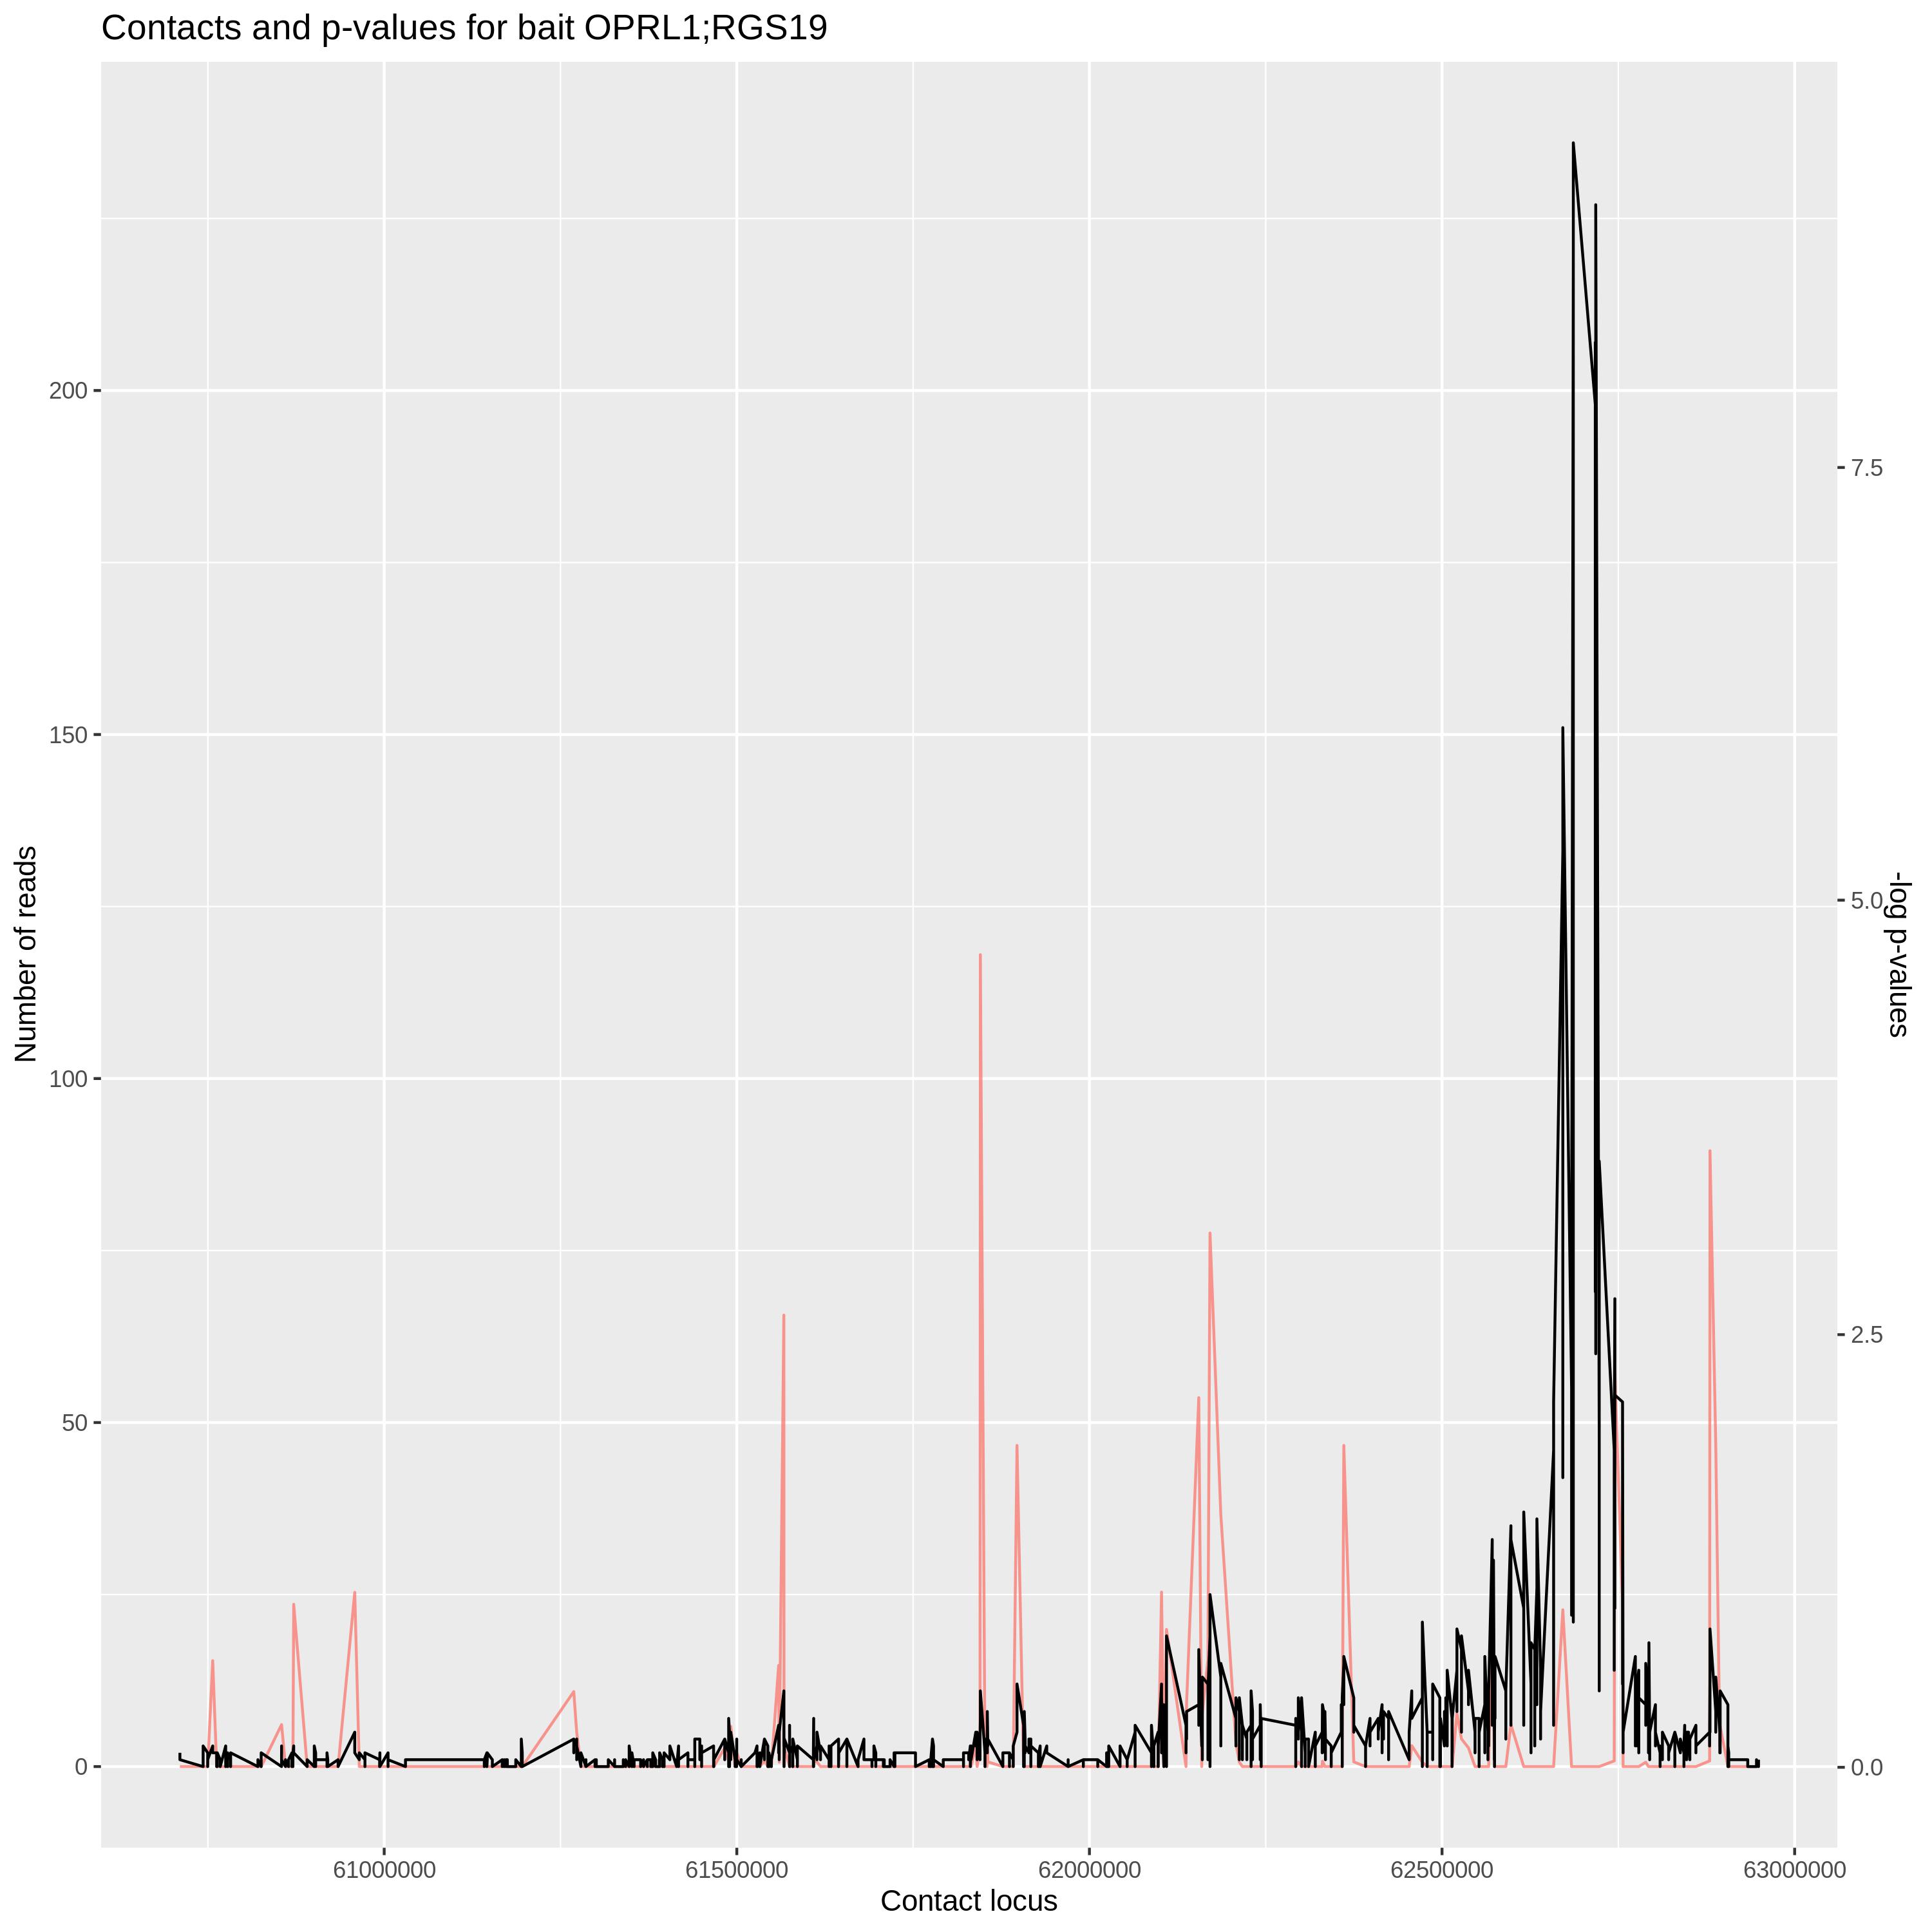 Contacts and p-values for bait OPRL1;RGS19
Number of reads
200
150
100
50
0
7.5
5.0
2.5
0.0
-log p-values
61000000 61500000 62000000 62500000 63000000
Contact locus